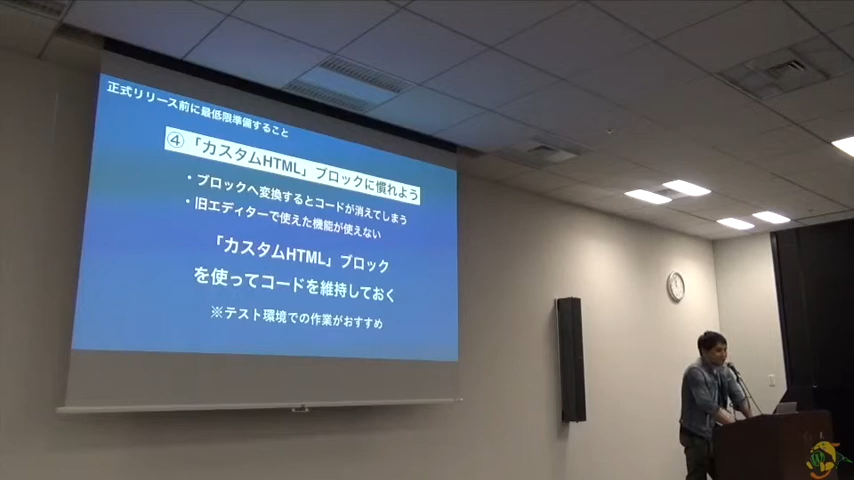 正式リリース前に最低限準備すること
④「カスタムHTML」ブロックに慣れよう
・ブロックへ変換するとコードが消えてしまう
・旧エディターで使えた機能が使えない
「カスタムHTML」ブロック
を使ってコードを維持しておく
※テスト環境での作業がおすすめ